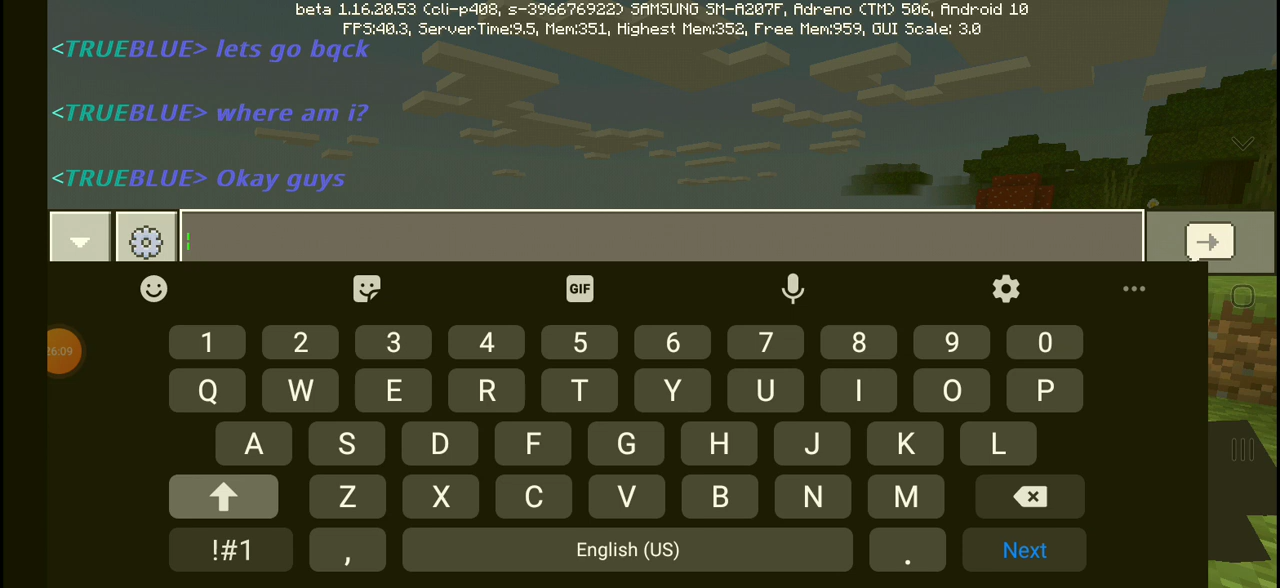 beta 1.16.20.53 (cli-p408, s-396676922) SAMSUNG SM-A207F, Adreno (TM) 506, Android 10
FPS:40.3, ServerTime:9.5, Mem:351, Highest Mem:352, Free Mem:959, GUI Scale: 3.0
<TRUEBLUE> lets go bqck
<TRUEBLUE> where am i?
<TRUEBLUE> Okay guys
GIF
26:09
1 2 3 4 5 6 7 8 9 0
Q W E R T Y U I O P
A S D F G H J K L
Z X C V B N M
!#1 , English (US) . Next